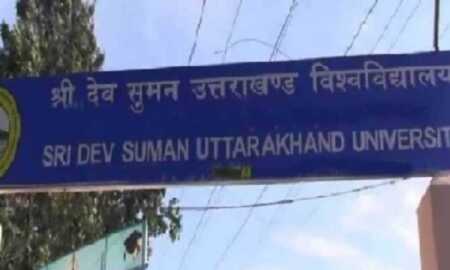 श्री देव सुमन उत्तराखण्ड विश्वविद्यालय
SRI DEV SUMAN UTTARAKHAND UNIVERSIT